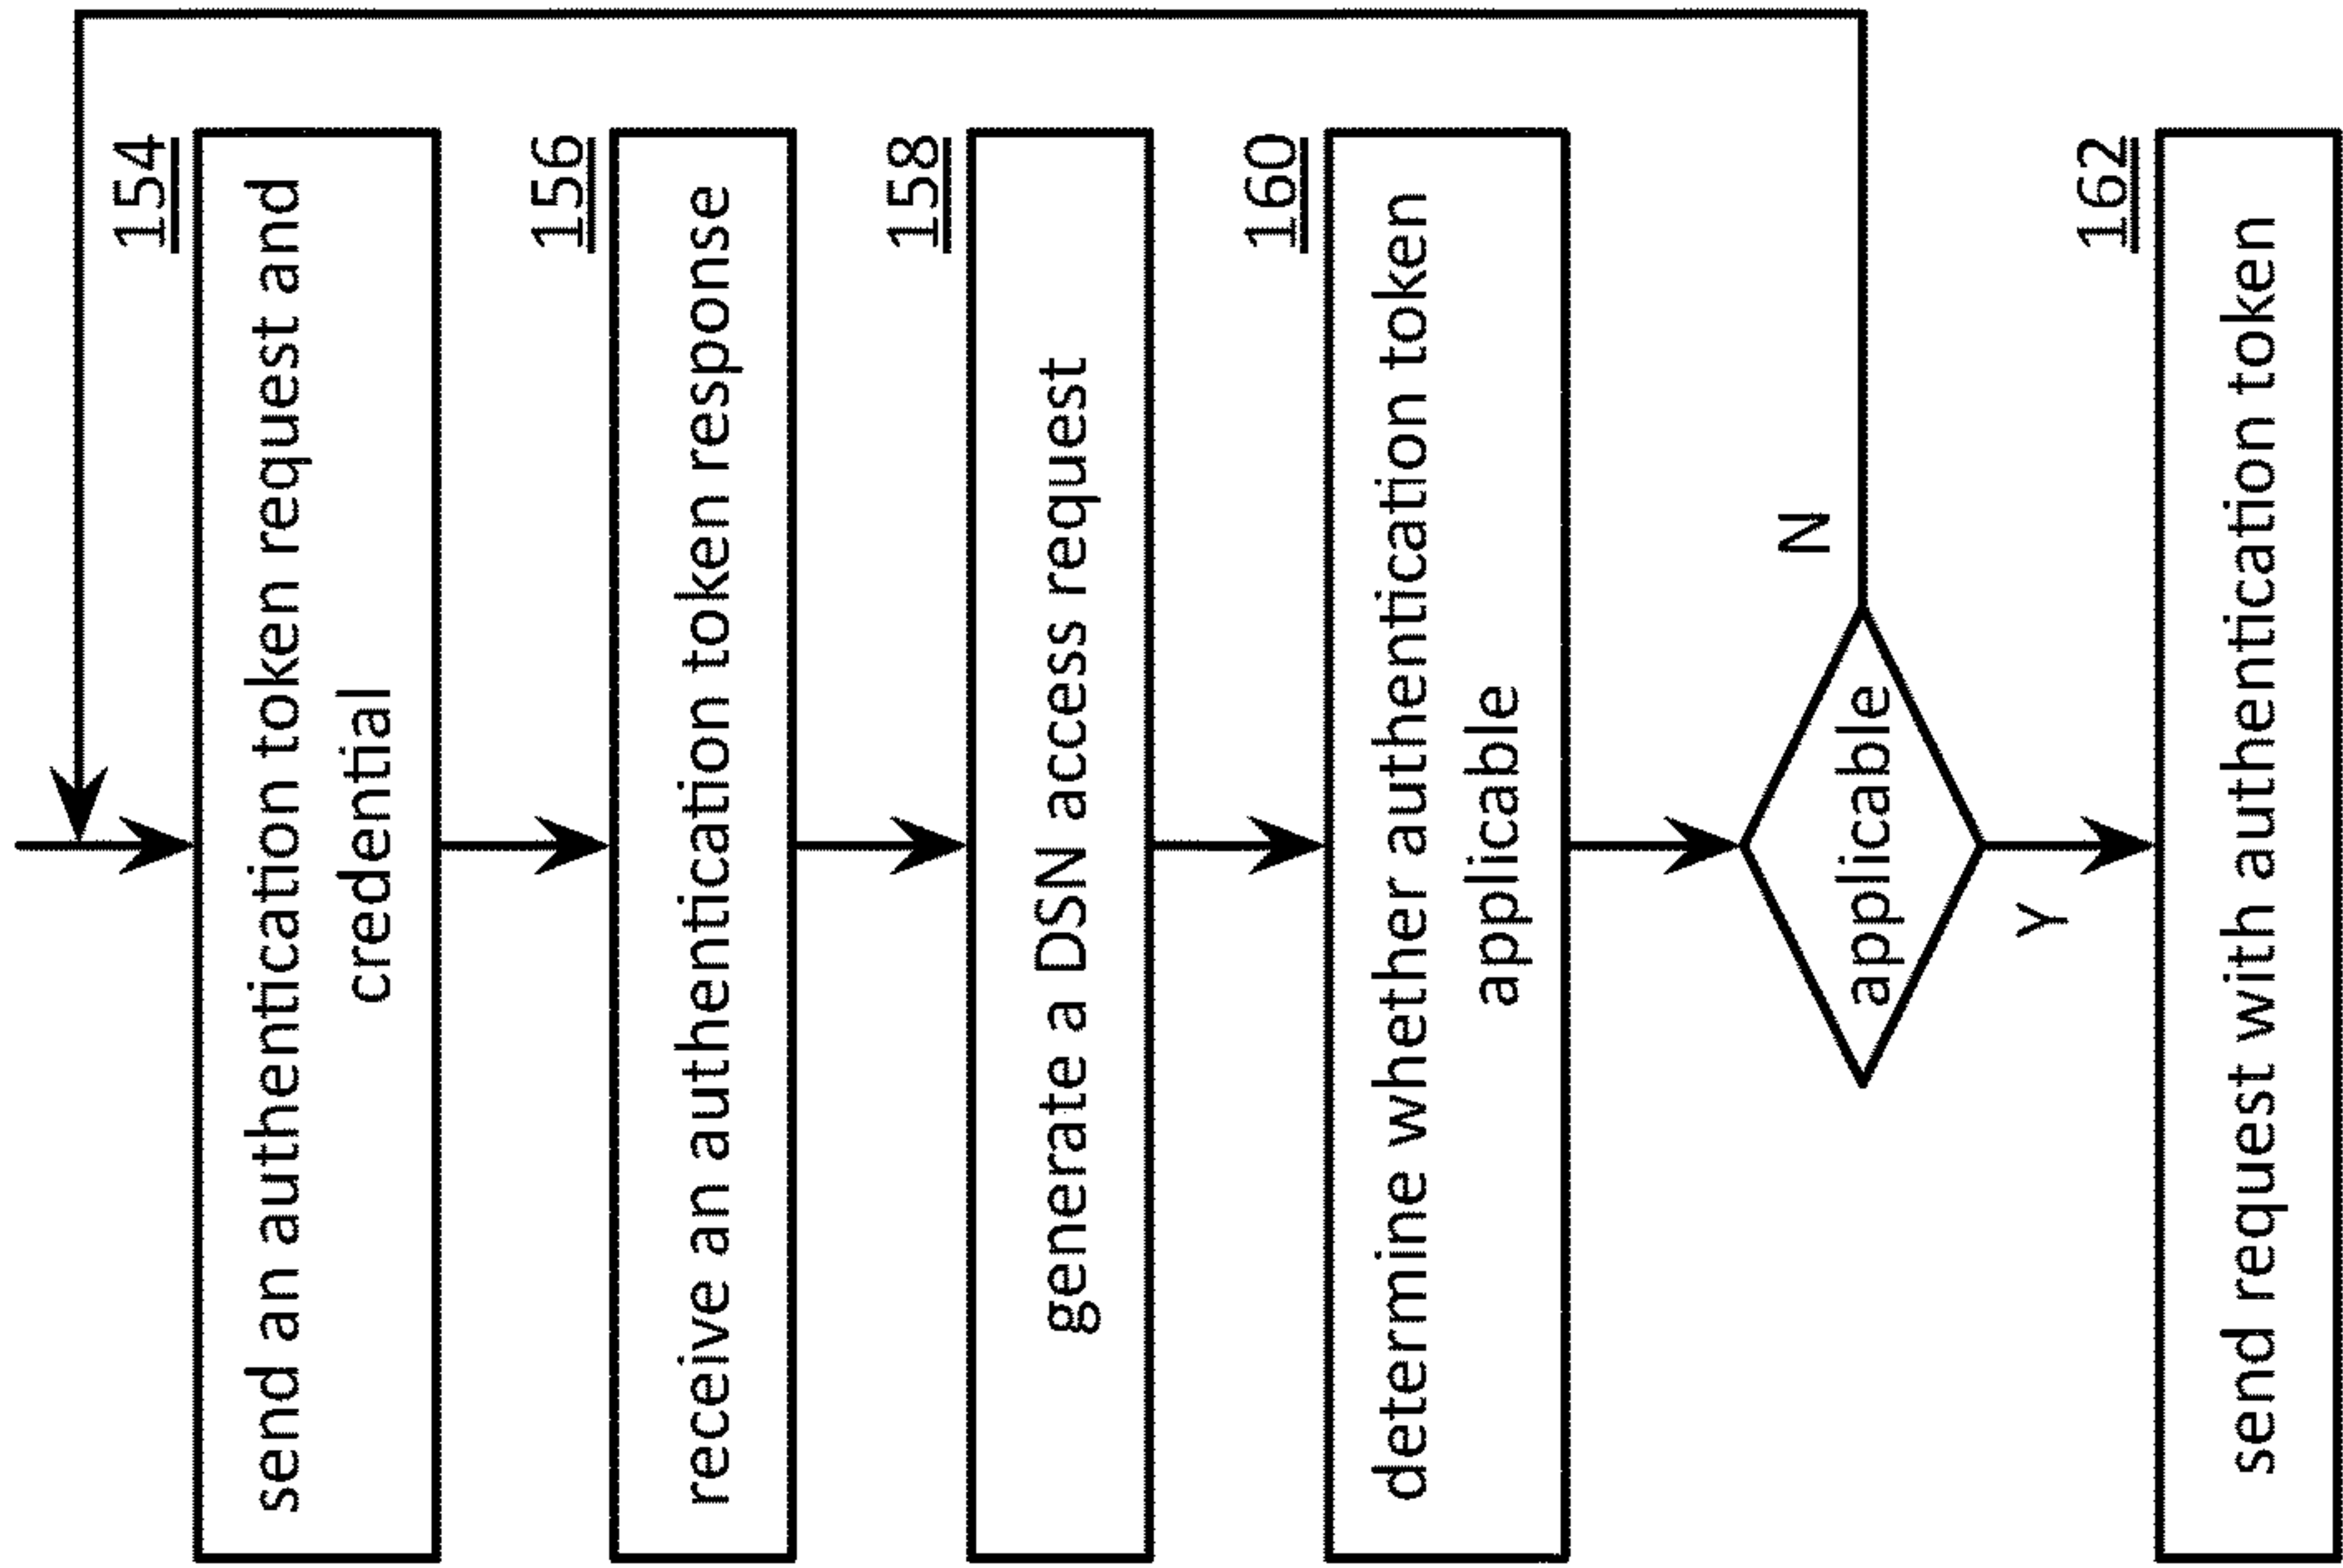 154
send an authentication token request and
credential
156
receive an authentication token response
158
generate a DSN access request
160
determine whether authentication token
applicable
applicable
N
Y
162
send request with authentication token